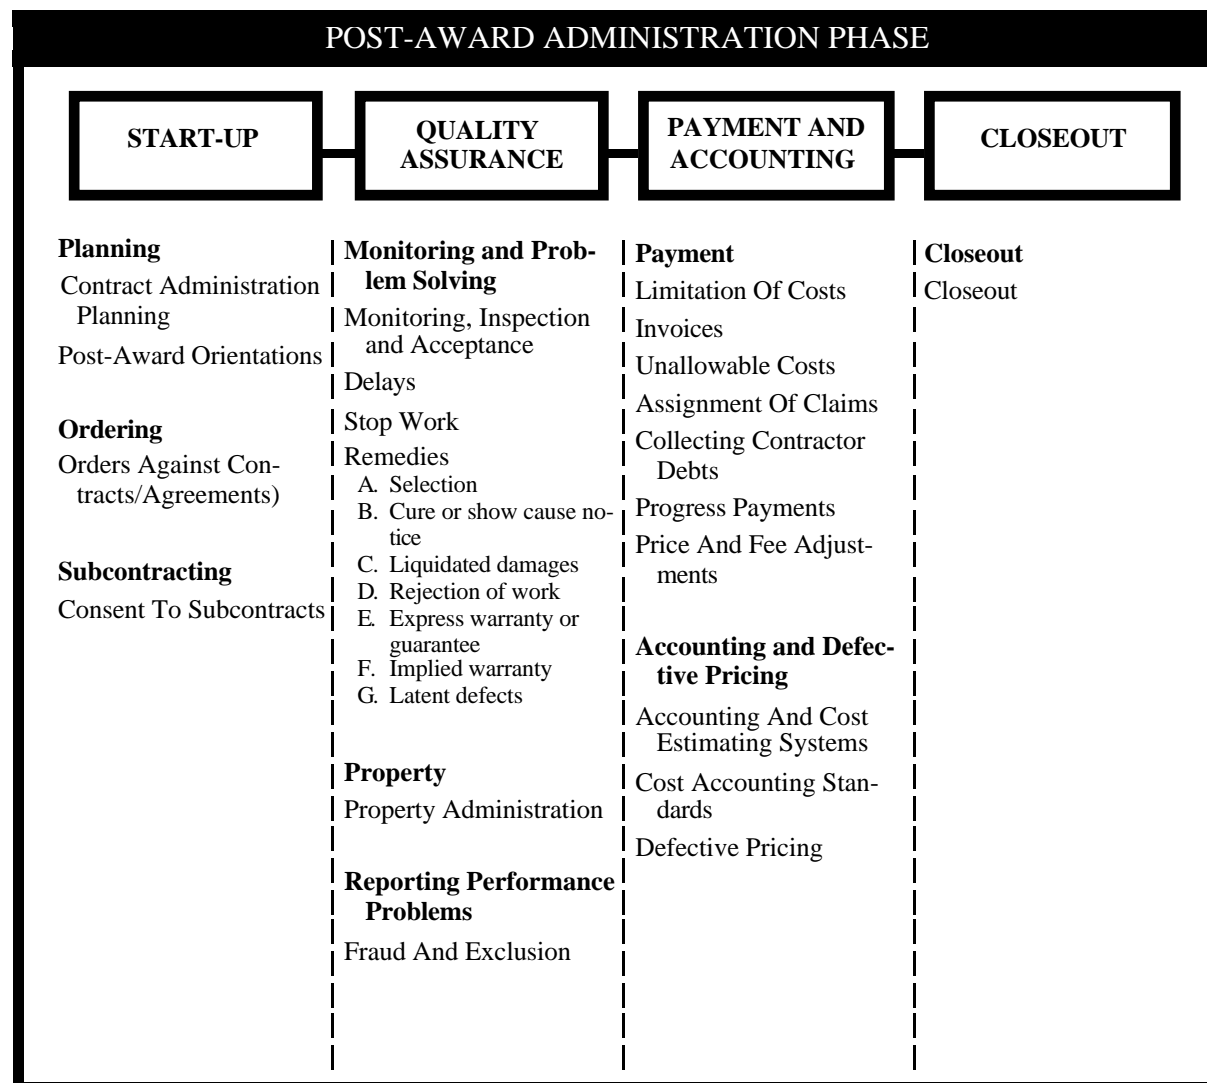 POST-AWARD ADMINISTRATION PHASE
START-UP
QUALITY
ASSURANCE
PAYMENT AND
ACCOUNTING
CLOSEOUT
Planning
Contract Administration
Planning
Post-Award Orientations
Ordering
Orders Against Con-
tracts/Agreements)
Subcontracting
Consent To Subcontracts
Monitoring and Prob-
lem Solving
Monitoring, Inspection
and Acceptance
Delays
Stop Work
Remedies
A. Selection
B. Cure or show cause no-
tice
C. Liquidated damages
D. Rejection of work
E. Express warranty or
guarantee
F. Implied warranty
G. Latent defects
Property
Property Administration
Reporting Performance
Problems
Fraud And Exclusion
Payment
Limitation Of Costs
Invoices
Unallowable Costs
Assignment Of Claims
Collecting Contractor
Debts
Progress Payments
Price And Fee Adjust-
ments
Accounting and Defec-
tive Pricing
Accounting And Cost
Estimating Systems
Cost Accounting Stan-
dards
Defective Pricing
Closeout
Closeout